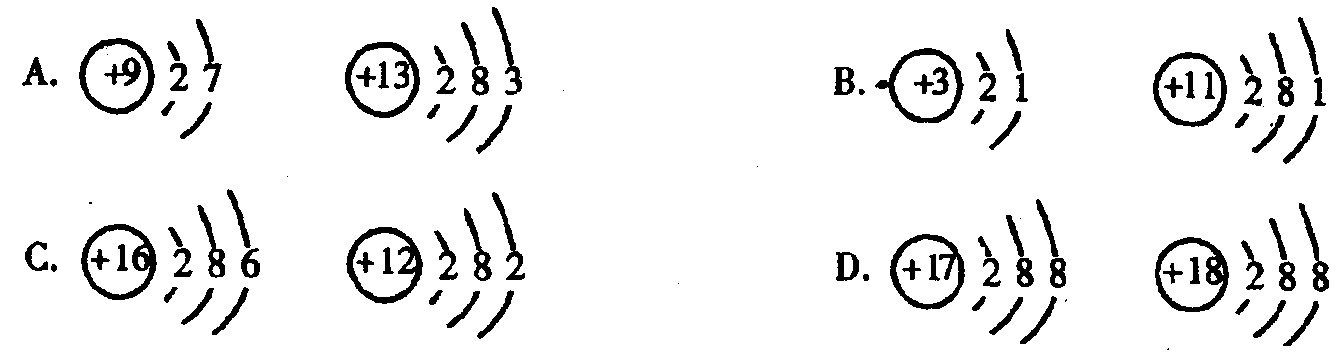 A. +9 2 7 +13 2 8 3
B. +3 2 1 +11 2 8 1
C. +16 2 8 6 +12 2 8 2
D. +17 2 8 8 +18 2 8 8